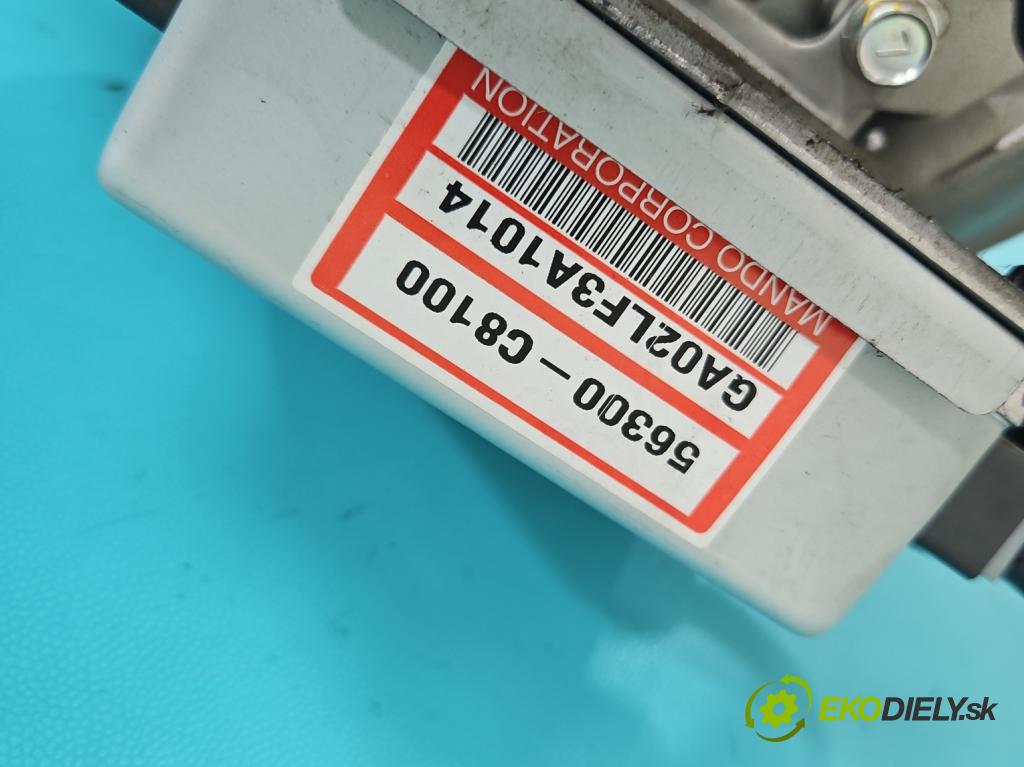 MANDO CORPORATION
GA02LF3A1014
56300-C8100
EKODIELY.sk